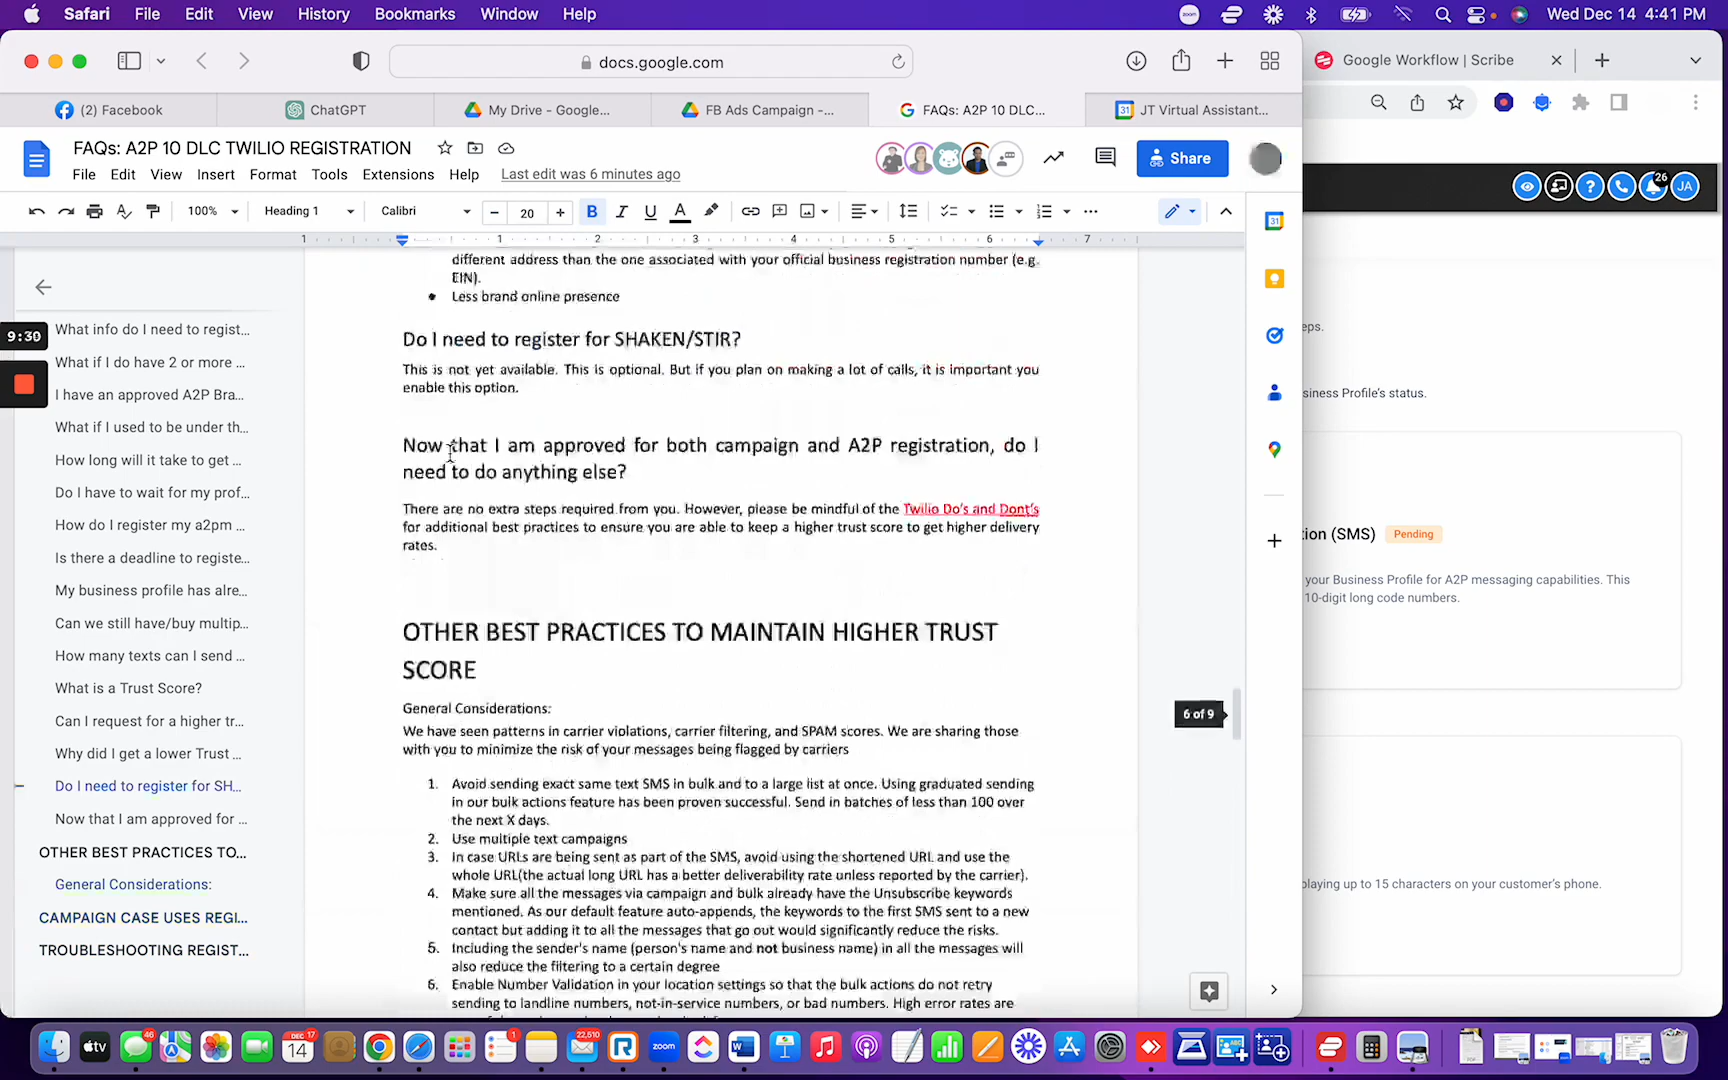 Safari File Edit View History Bookmarks Window Help
Wed Dec 14 4:41 PM
docs.google.com
Google Workflow | Scribe
(2) Facebook
ChatGPT
My Drive - Google...
FB Ads Campaign -...
FAQs: A2P 10 DLC...
JT Virtual Assistant...
FAQs: A2P 10 DLC TWILIO REGISTRATION
Share
File Edit View Insert Format Tools Extensions Help Last edit was 6 minutes ago
26
JA
100% Heading 1 Calibri 20 B I U A
1 1 2 3 4 5 6 7
different address than the one associated with your official business registration number (e.g.
EIN).
Less brand online presence
Do I need to register for SHAKEN/STIR?
This is not yet available. This is optional. But if you plan on making a lot of calls, it is important you
enable this option.
Now that I am approved for both campaign and A2P registration, do I
need to do anything else?
There are no extra steps required from you. However, please be mindful of the Twilio Do's and Dont's
for additional best practices to ensure you are able to keep a higher trust score to get higher delivery
rates.
OTHER BEST PRACTICES TO MAINTAIN HIGHER TRUST
SCORE
General Considerations:
We have seen patterns in carrier violations, carrier filtering, and SPAM scores. We are sharing those
with you to minimize the risk of your messages being flagged by carriers
1. Avoid sending exact same text SMS in bulk and to a large list at once. Using graduated sending
in our bulk actions feature has been proven successful. Send in batches of less than 100 over
the next X days.
2. Use multiple text campaigns
3. In case URLs are being sent as part of the SMS, avoid using the shortened URL and use the
whole URL(the actual long URL has a better deliverability rate unless reported by the carrier).
4. Make sure all the messages via campaign and bulk already have the Unsubscribe keywords
mentioned. As our default feature auto-appends, the keywords to the first SMS sent to a new
contact but adding it to all the messages that go out would significantly reduce the risks.
5. Including the sender's name (person's name and not business name) in all the messages will
also reduce the filtering to a certain degree
6. Enable Number Validation in your location settings so that the bulk actions do not retry
sending to landline numbers, not-in-service numbers, or bad numbers. High error rates are
9:30
What info do I need to regist...
What if I do have 2 or more ...
I have an approved A2P Bra...
What if I used to be under th...
How long will it take to get ...
Do I have to wait for my prof...
How do I register my a2pm ...
Is there a deadline to registe...
My business profile has alre...
Can we still have/buy multip...
How many texts can I send ...
What is a Trust Score?
Can I request for a higher tr...
Why did I get a lower Trust ...
Do I need to register for SH...
Now that I am approved for ...
OTHER BEST PRACTICES TO...
General Considerations:
CAMPAIGN CASE USES REGI...
TROUBLESHOOTING REGIST...
6 of 9
31
eps.
siness Profile's status.
tion (SMS) Pending
your Business Profile for A2P messaging capabilities. This
10-digit long code numbers.
playing up to 15 characters on your customer's phone.
tv
46
DEC
14
17
1
22,510
zoom